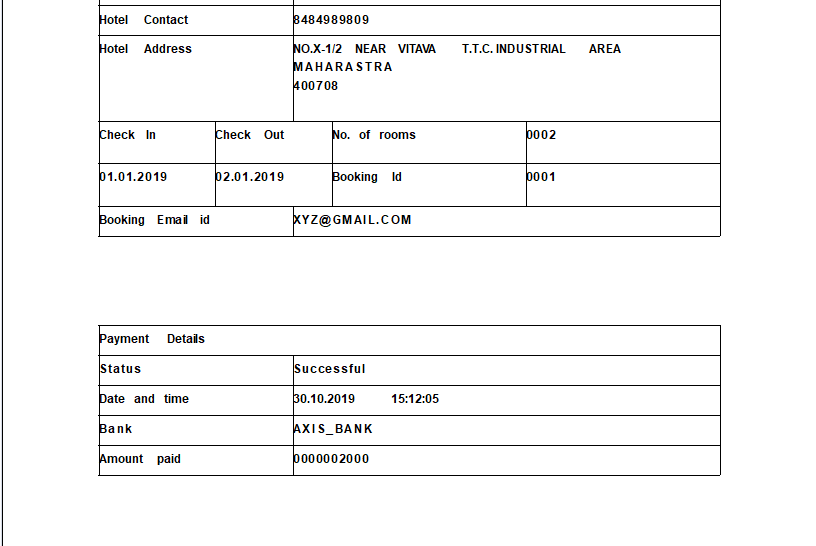 Hotel Contact 8484989809
Hotel Address NO.X-1/2 NEAR VITAVA T.T.C. INDUSTRIAL AREA
MAHARASTRA
400708
Check In Check Out No. of rooms 0002
01.01.2019 02.01.2019 Booking Id 0001
Booking Email id XYZ@GMAIL.COM
Payment Details
Status Successful
Date and time 30.10.2019 15:12:05
Bank AXIS_BANK
Amount paid 0000002000